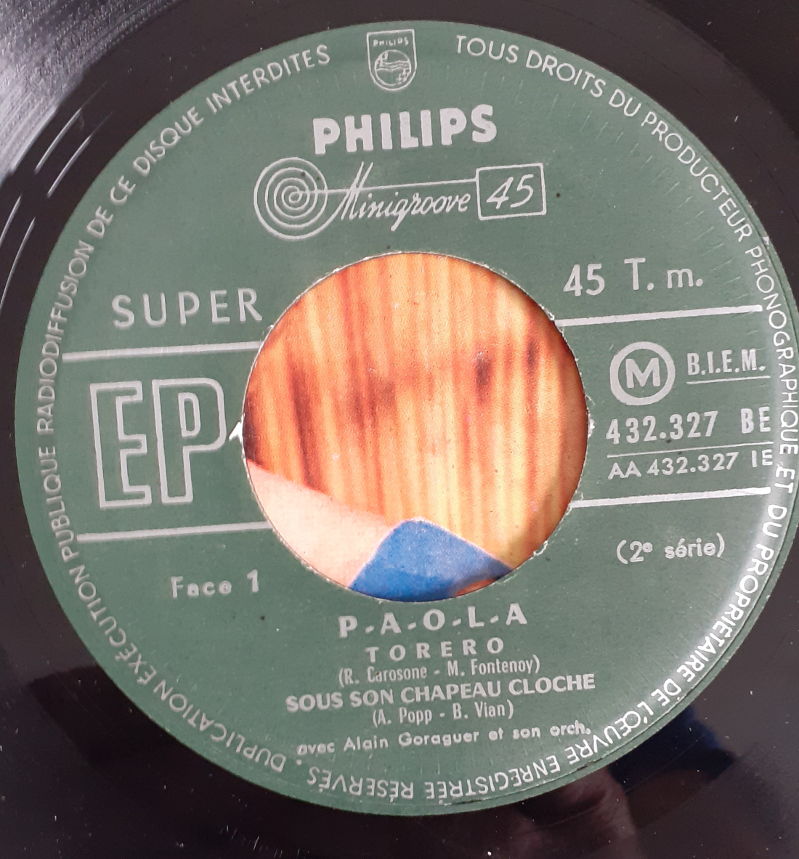 TOUS DROITS DU PRODUCTEUR PHONOGRAPHIQUE ET DU PROPRIÉTAIRE DE L'ŒUVRE ENREGISTRÉE RÉSERVÉS. DUPLICATION EXÉCUTION PUBLIQUE RADIODIFFUSION DE CE DISQUE INTERDITES
PHILIPS
PHILIPS
Minigroove 45
45 T. m.
SUPER
EP
M B.I.E.M.
432.327 BE
AA 432.327 1E
(2e série)
Face 1
P-A-O-L-A
TORERO
(R. Carosone - M. Fontenoy)
SOUS SON CHAPEAU CLOCHE
(A. Popp - B. Vian)
avec Alain Goraguer et son orch.